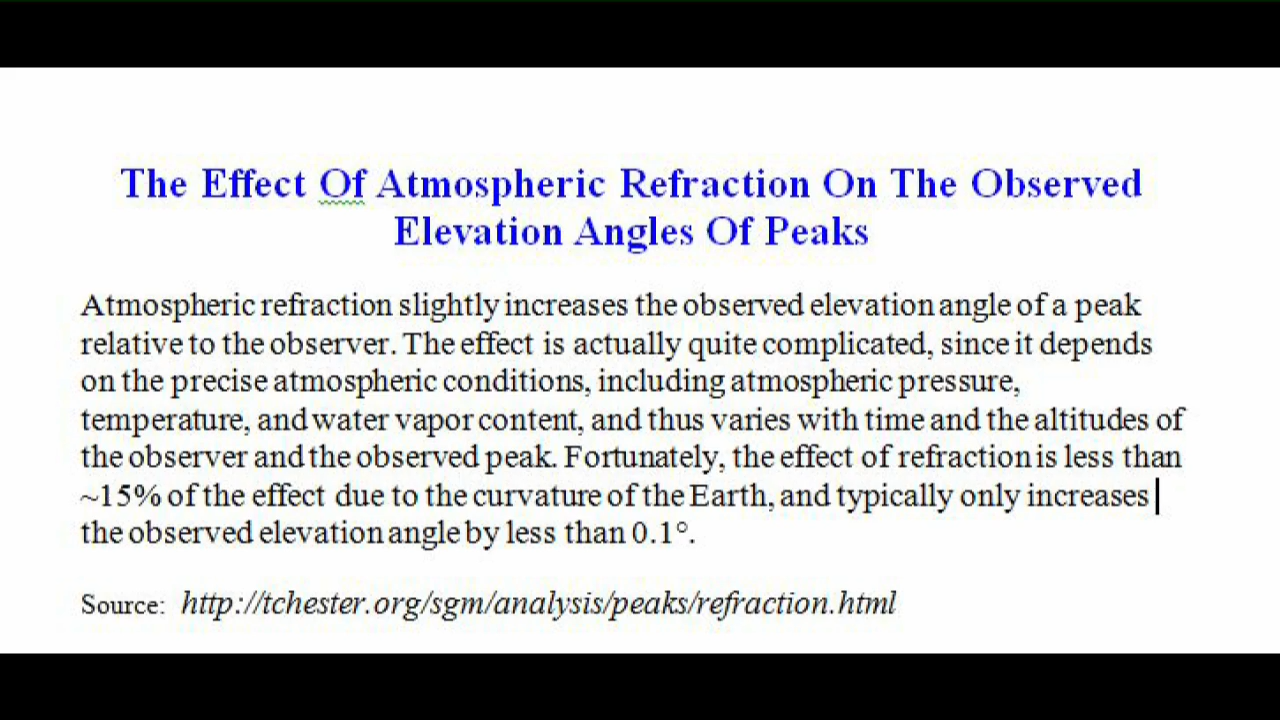 The Effect Of Atmospheric Refraction On The Observed
Elevation Angles Of Peaks
Atmospheric refraction slightly increases the observed elevation angle of a peak
relative to the observer. The effect is actually quite complicated, since it depends
on the precise atmospheric conditions, including atmospheric pressure,
temperature, and water vapor content, and thus varies with time and the altitudes of
the observer and the observed peak. Fortunately, the effect of refraction is less than
~15% of the effect due to the curvature of the Earth, and typically only increases
the observed elevation angle by less than 0.1°.
Source: http://tchester.org/sgm/analysis/peaks/refraction.html